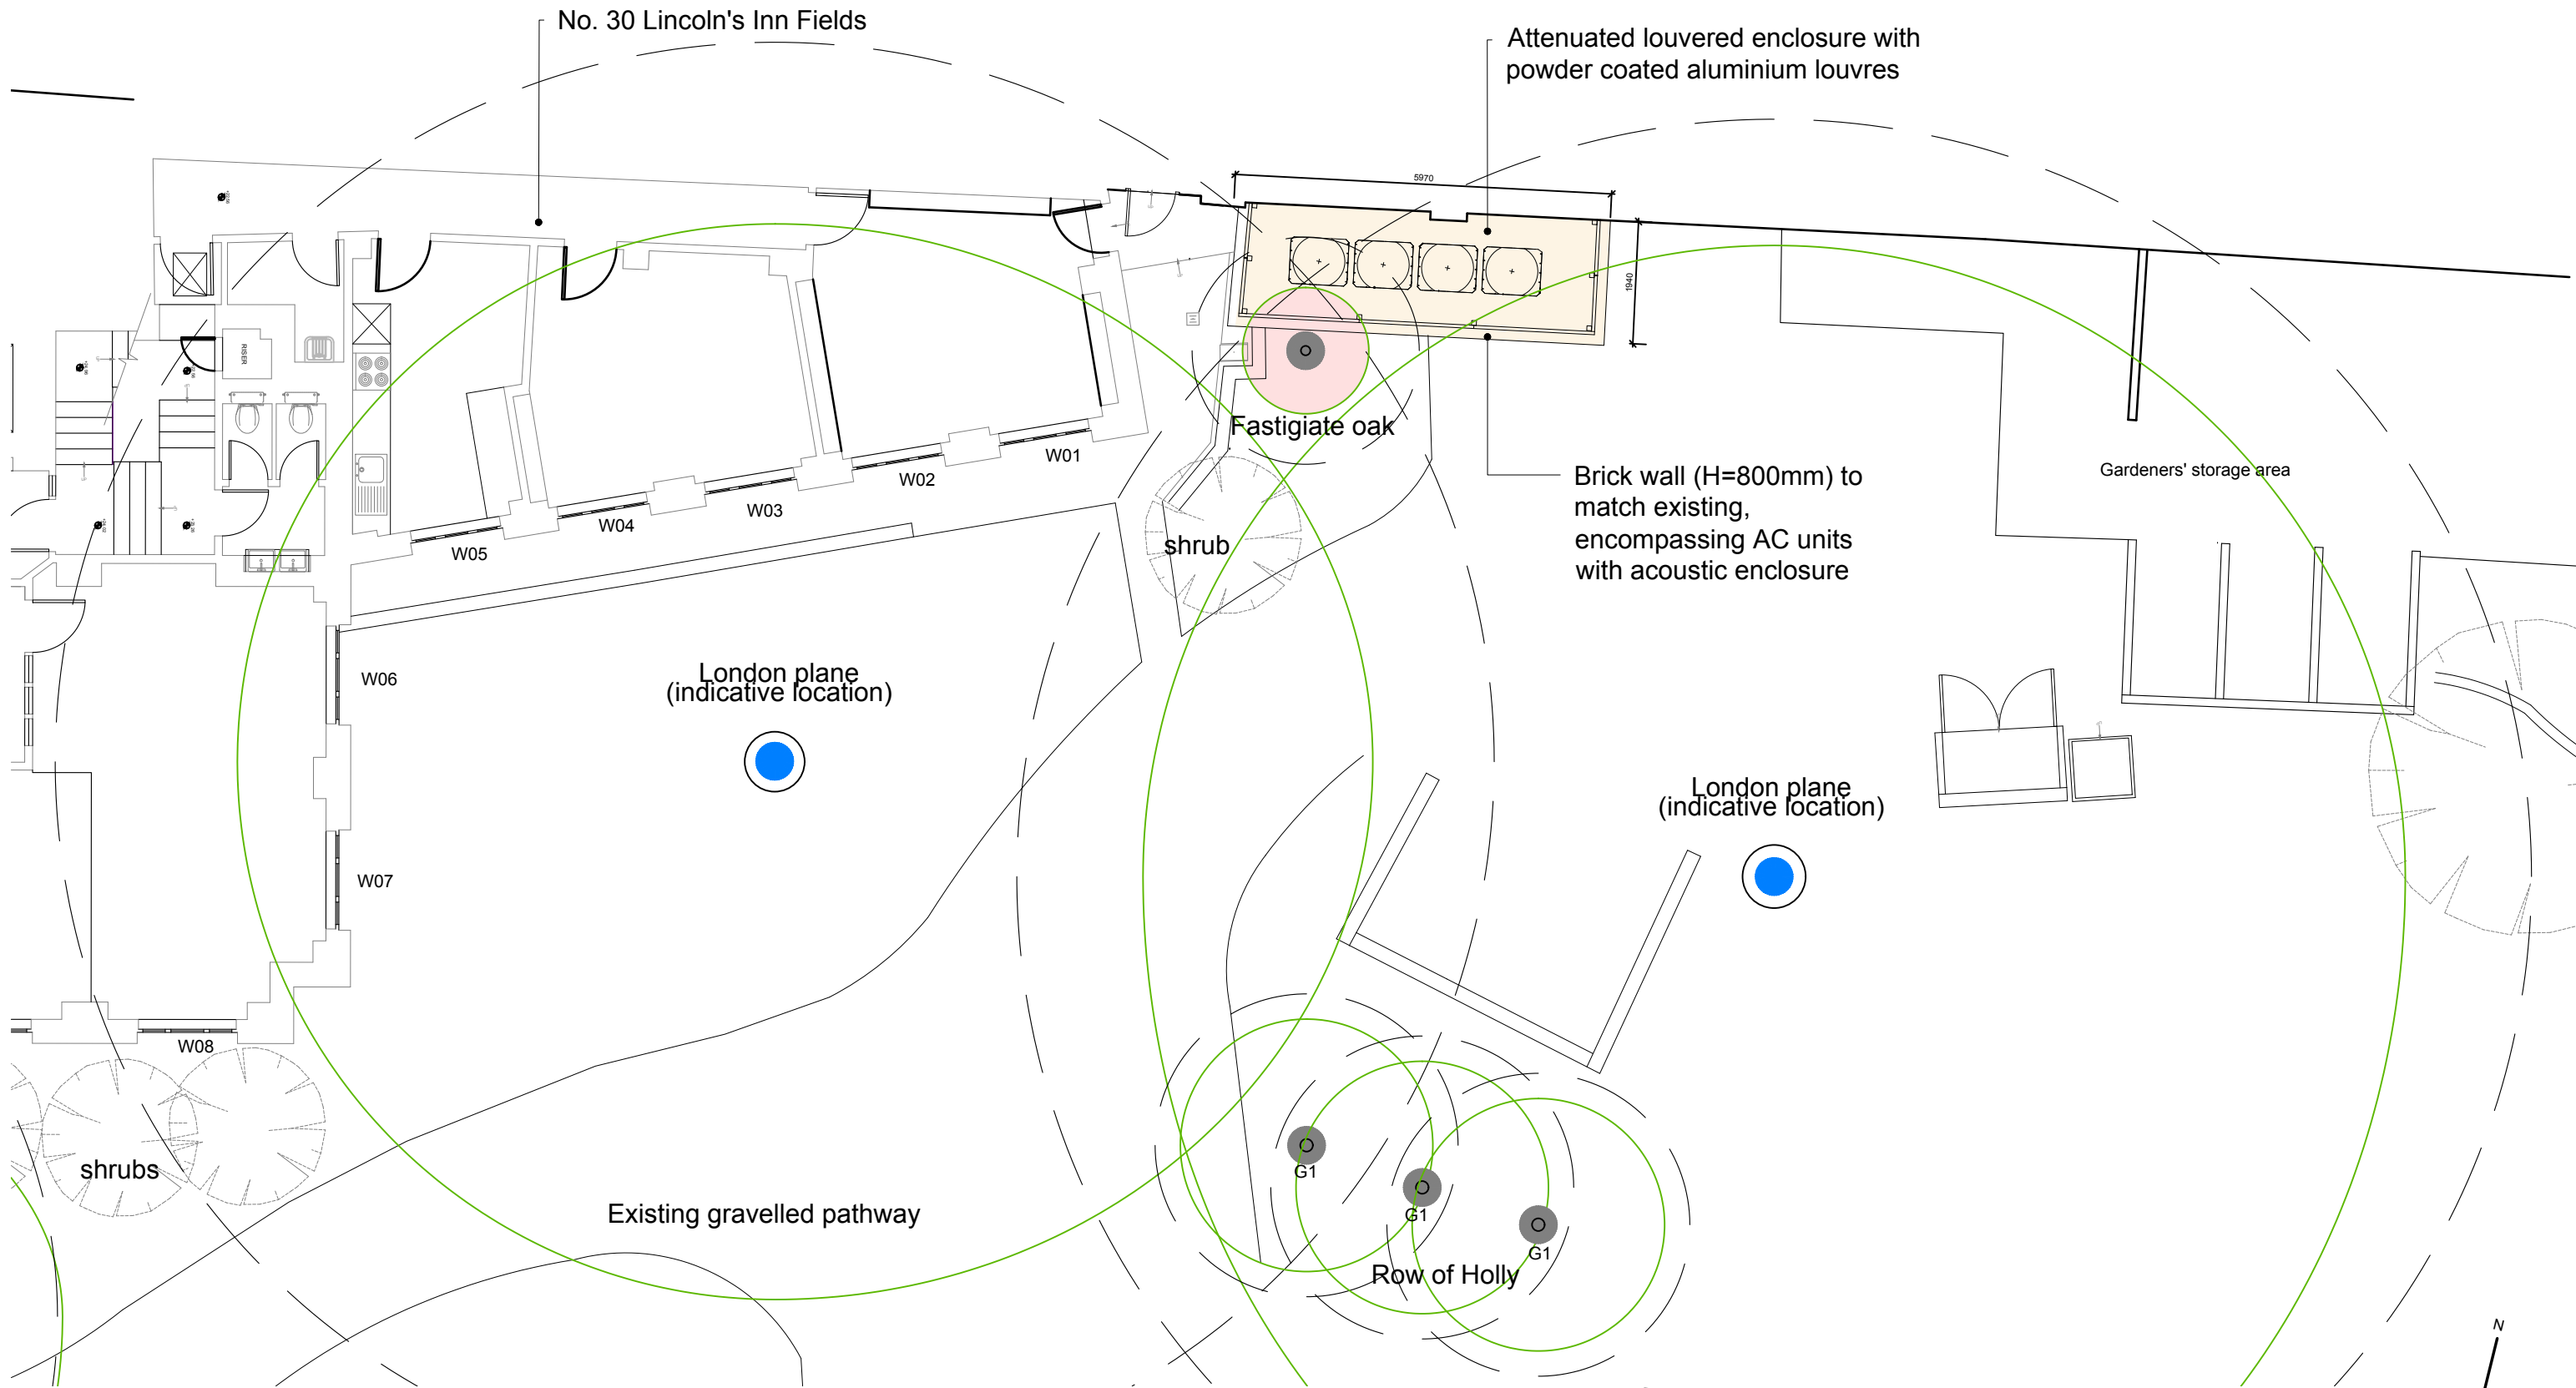 No. 30 Lincoln's Inn Fields
Attenuated louvered enclosure with
powder coated aluminium louvres
5970
1940
RISER
Fastigiate oak
W01
W02
W03
W04
W05
shrub
Brick wall (H=800mm) to
match existing,
encompassing AC units
with acoustic enclosure
Gardeners' storage area
W06
London plane
(indicative location)
London plane
(indicative location)
W07
W08
shrubs
G1
G1
G1
Existing gravelled pathway
Row of Holly
N